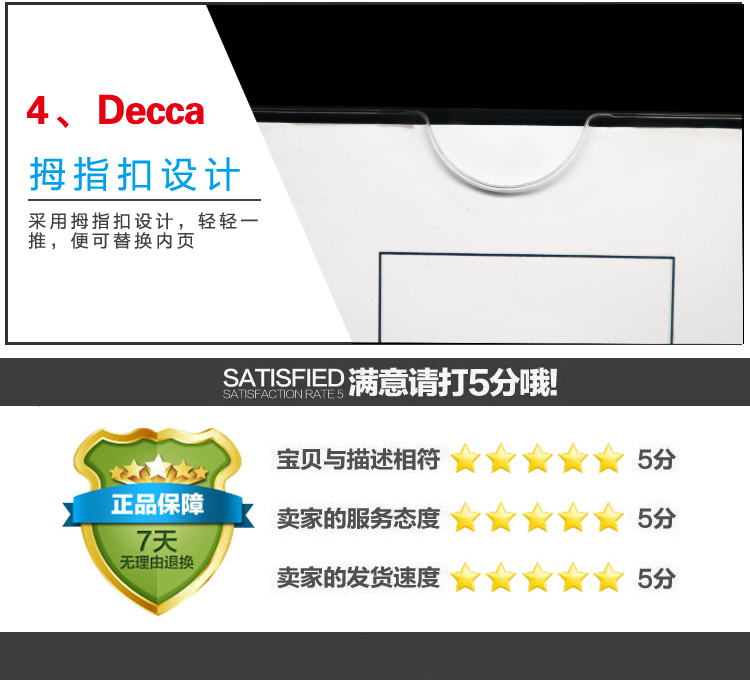 4、Decca
拇指扣设计
采用拇指扣设计，轻轻一
推，便可替换内页
SATISFIED
SATISFACTION RATE 5
满意请打5分哦!
正品保障
7天
无理由退换
宝贝与描述相符 5分
卖家的服务态度 5分
卖家的发货速度 5分